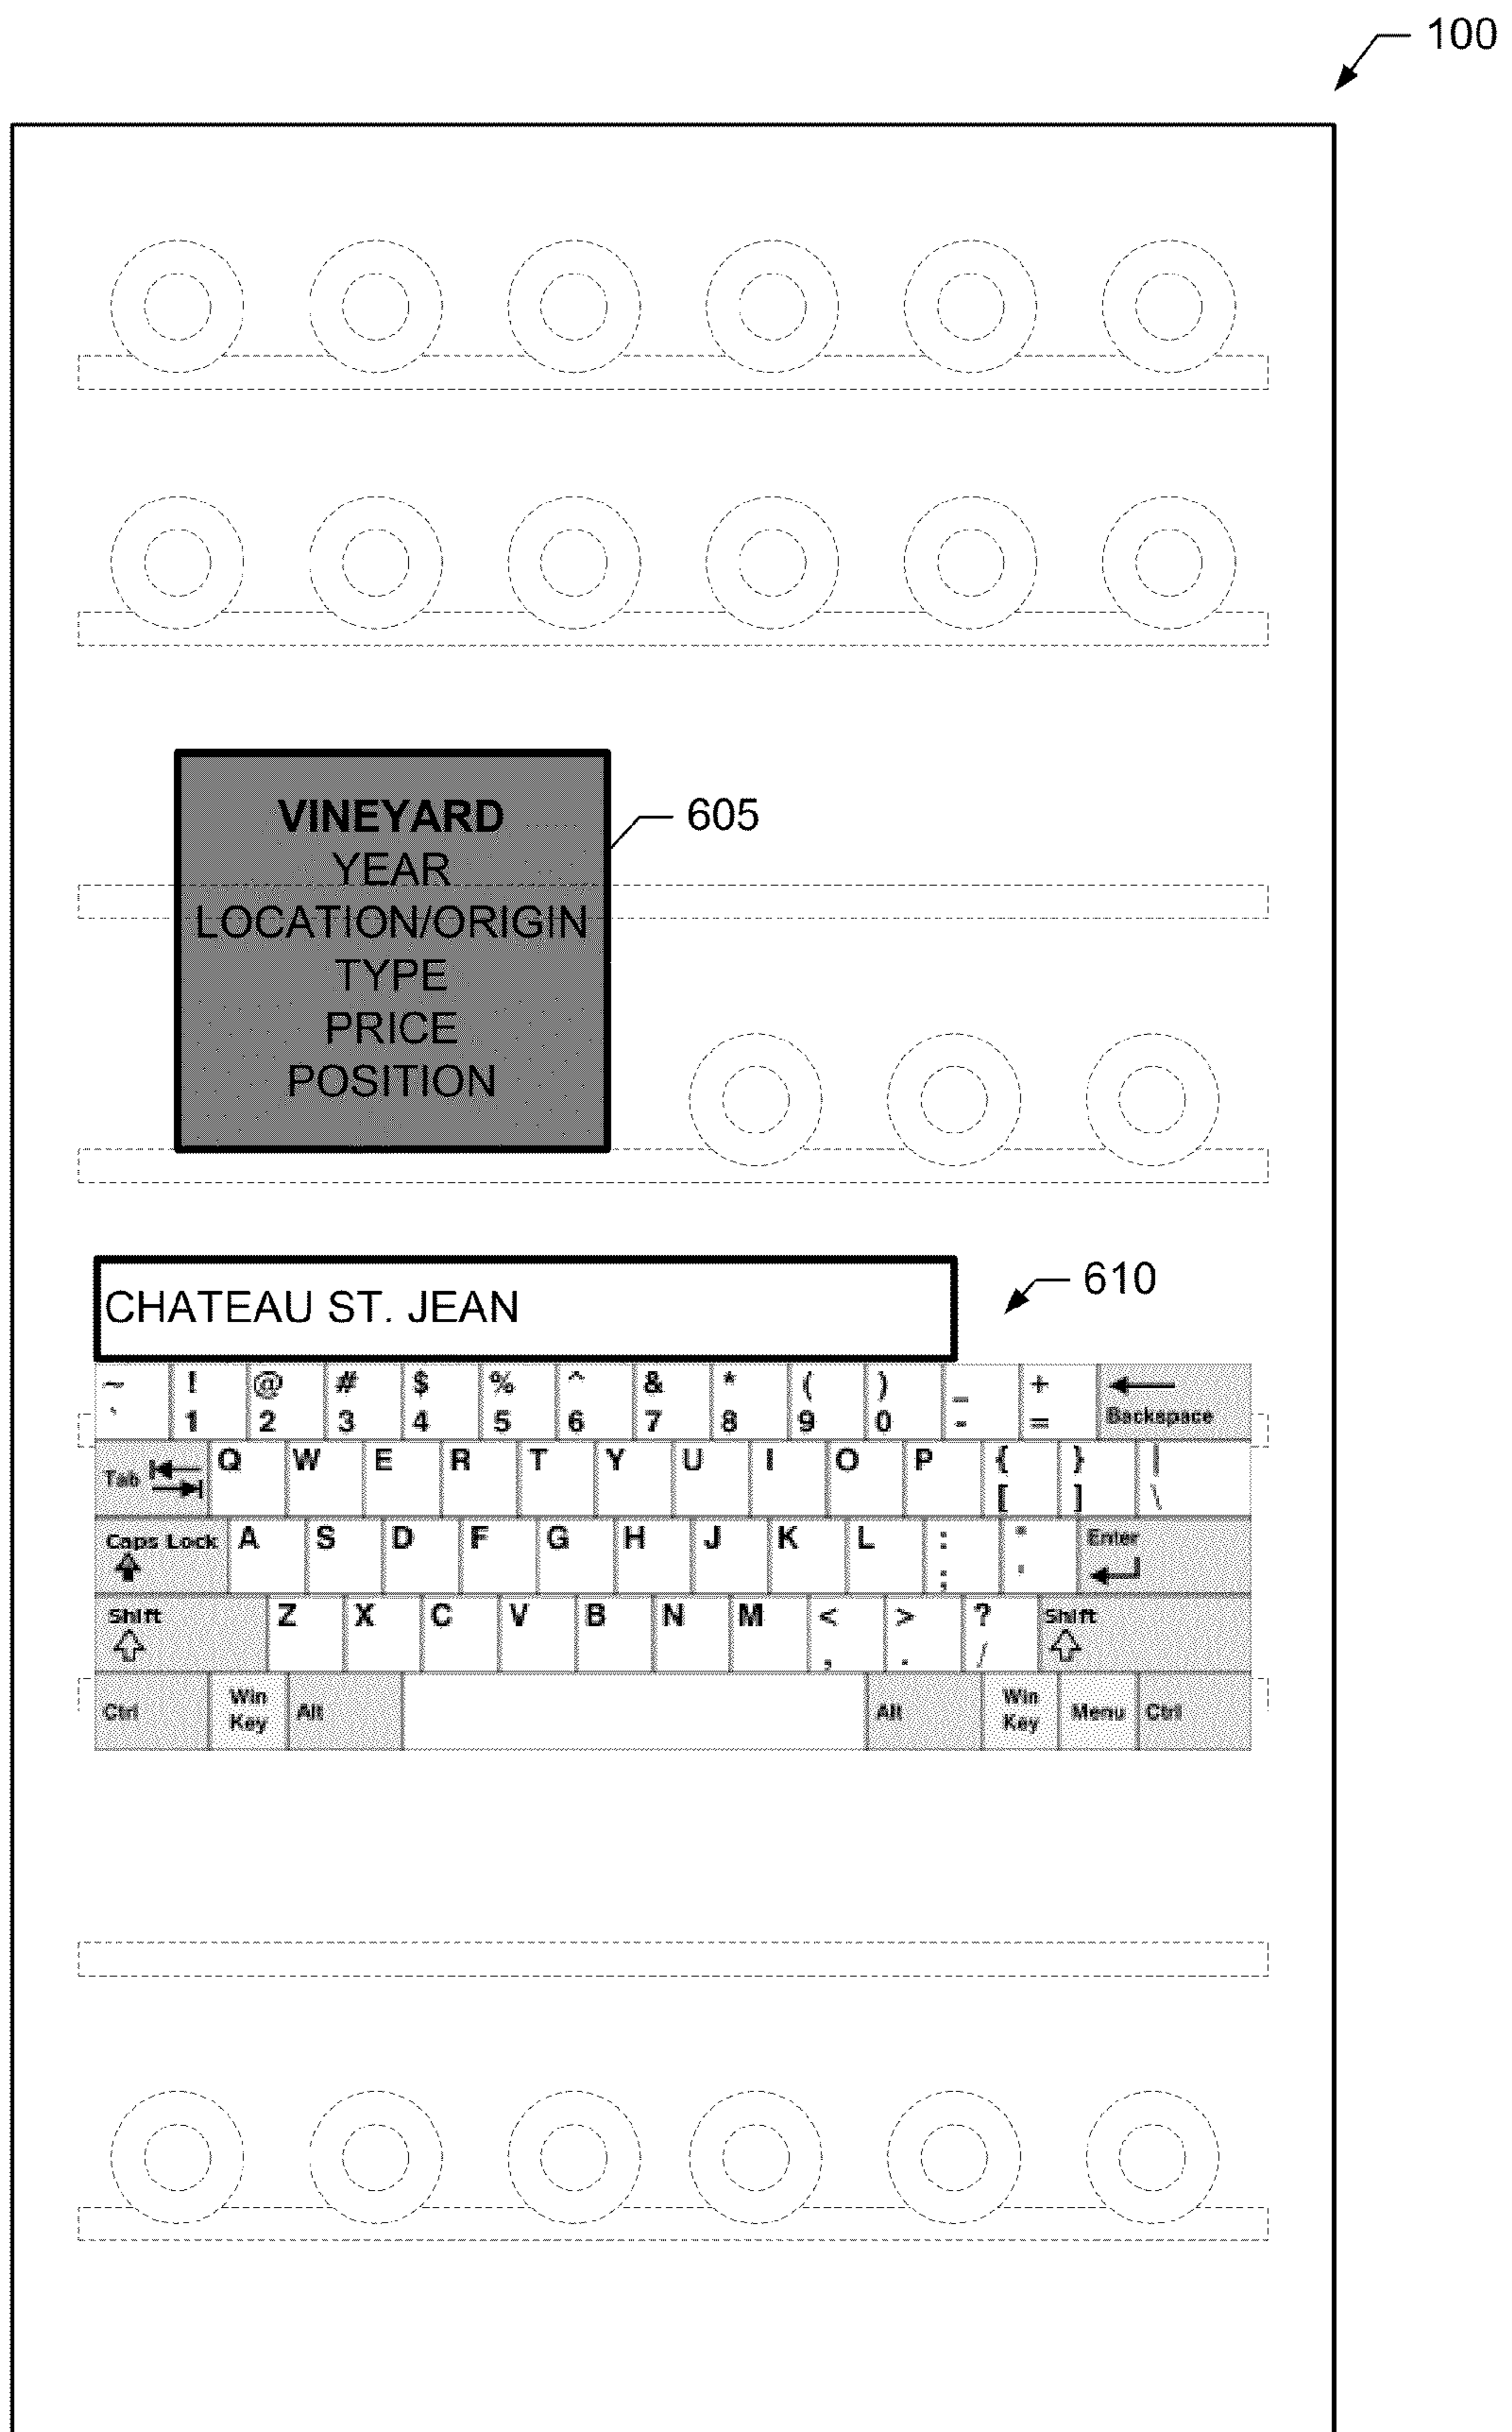 100
VINEYARD
YEAR
LOCATION/ORIGIN
TYPE
PRICE
POSITION
605
CHATEAU ST. JEAN
610
~ ! @ # $ % ^ & * ( ) _ +
` 1 2 3 4 5 6 7 8 9 0 - = Backspace
Tab Q W E R T Y U I O P { } |
[ ] \
Caps Lock A S D F G H J K L : " Enter
; '
Shift Z X C V B N M < > ? Shift
, . /
Ctrl Win Key Alt Alt Win Key Menu Ctrl